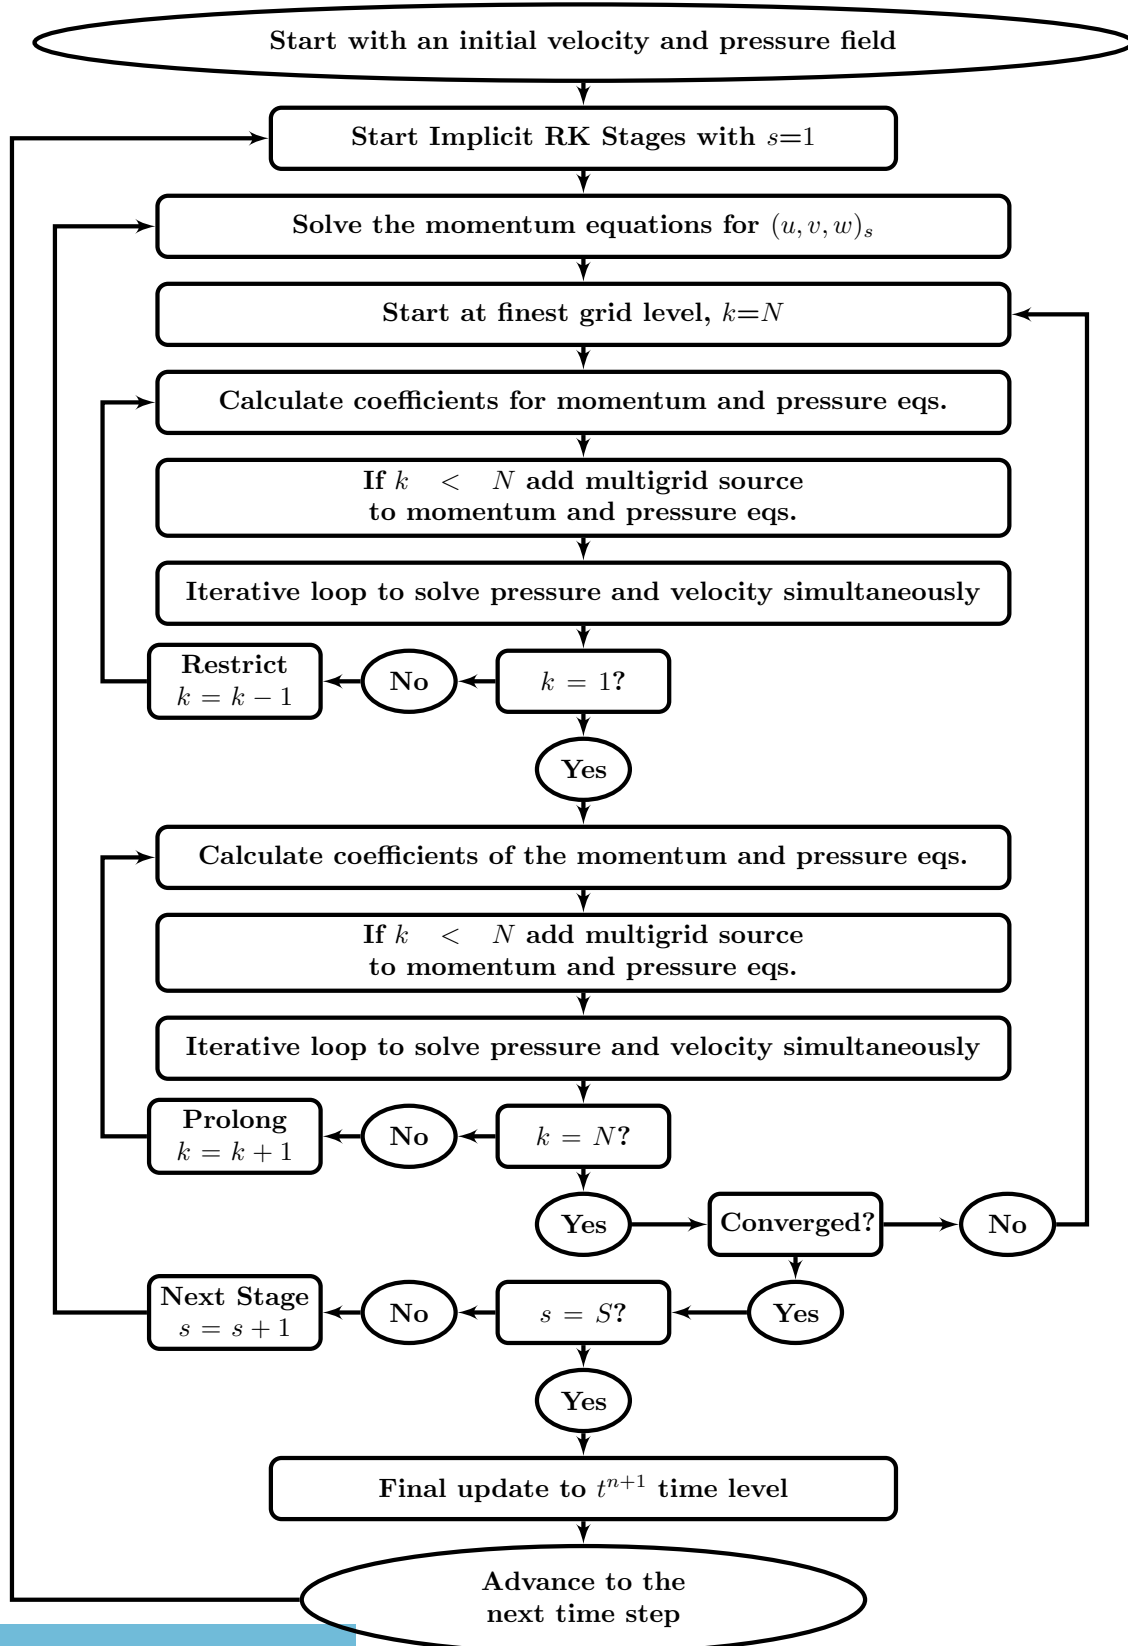 Start with an initial velocity and pressure field
Start Implicit RK Stages with s=1
Solve the momentum equations for (u, v, w)_s
Start at finest grid level, k=N
Calculate coefficients for momentum and pressure eqs.
If k < N add multigrid source
to momentum and pressure eqs.
Iterative loop to solve pressure and velocity simultaneously
Restrict
k = k − 1
No
k = 1?
Yes
Calculate coefficients of the momentum and pressure eqs.
If k < N add multigrid source
to momentum and pressure eqs.
Iterative loop to solve pressure and velocity simultaneously
Prolong
k = k + 1
No
k = N?
Yes
Converged?
No
Next Stage
s = s + 1
No
s = S?
Yes
Yes
Final update to t^{n+1} time level
Advance to the
next time step